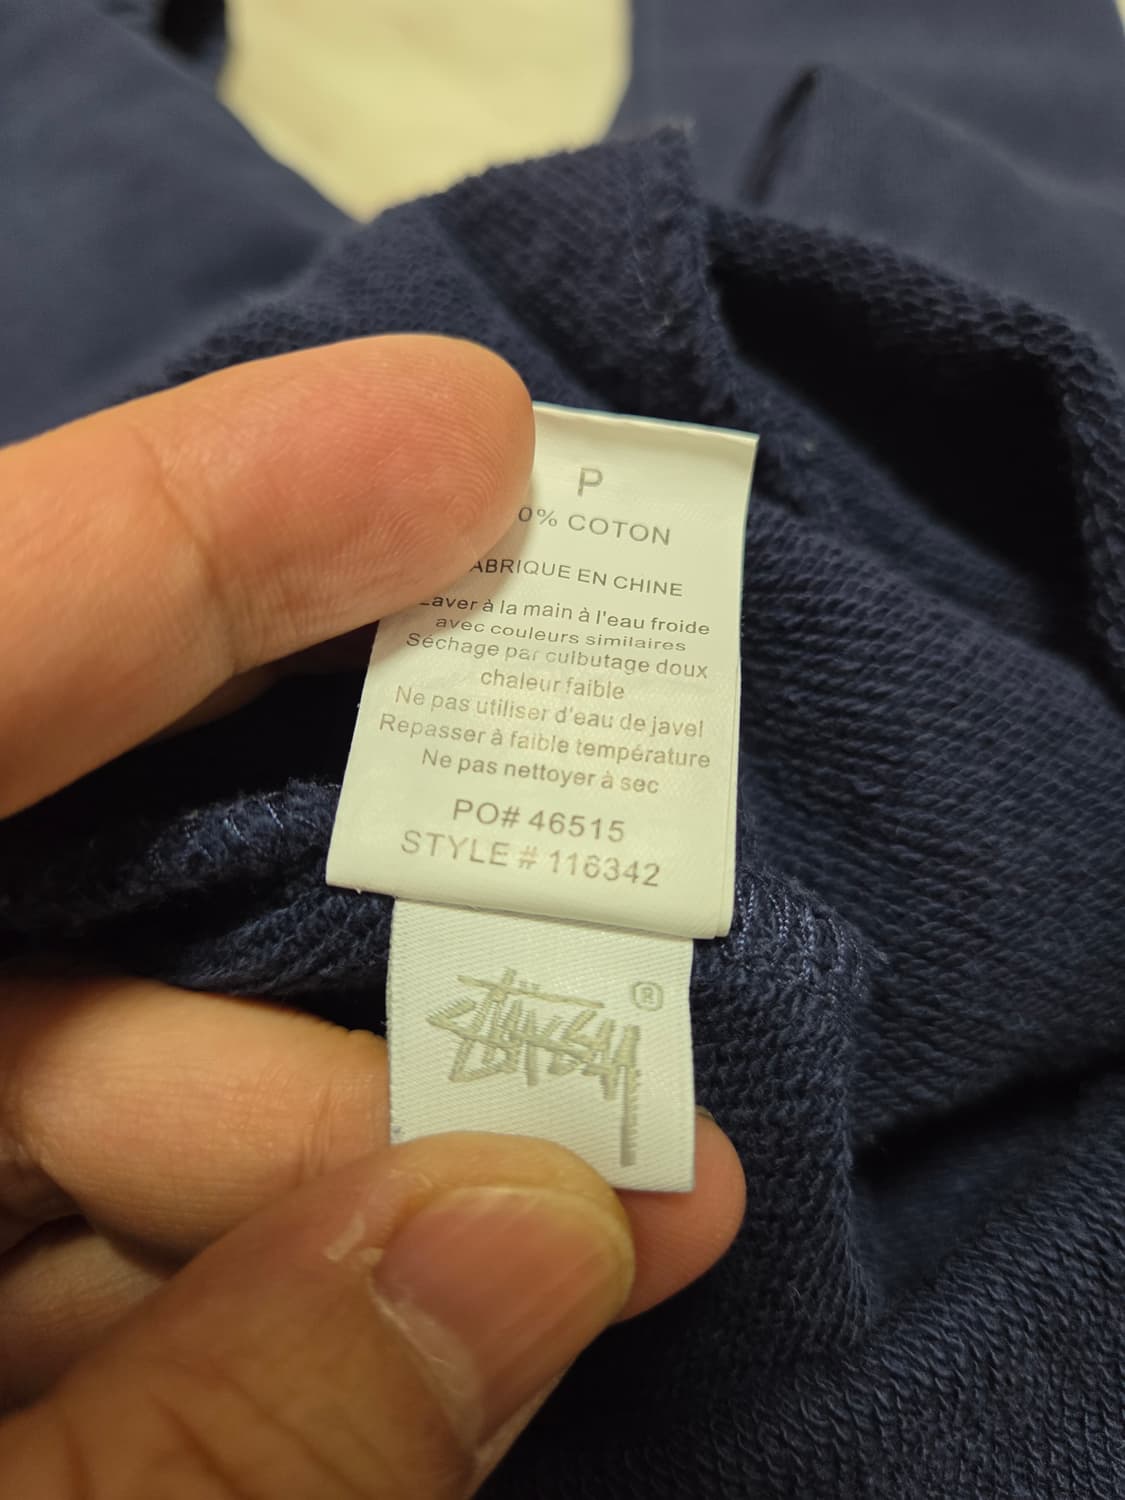 P
0% COTON
ABRIQUE EN CHINE
Laver à la main à l'eau froide
avec couleurs similaires
Séchage par culbutage doux
chaleur faible
Ne pas utiliser d'eau de javel
Repasser à faible température
Ne pas nettoyer à sec
PO# 46515
STYLE # 116342
Stüssy ®